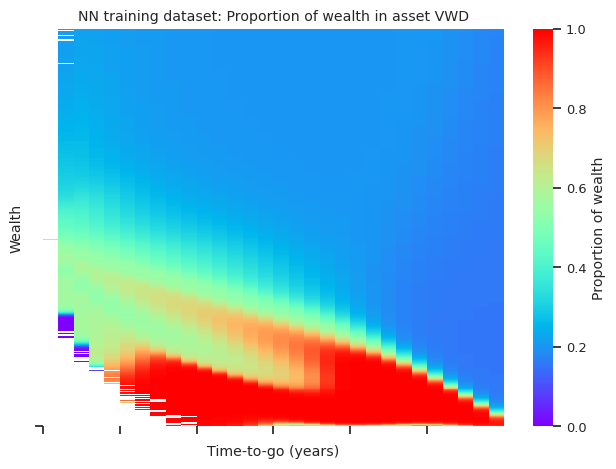 NN training dataset: Proportion of wealth in asset VWD
Wealth
Time-to-go (years)
1.0
0.8
0.6
0.4
0.2
0.0
Proportion of wealth